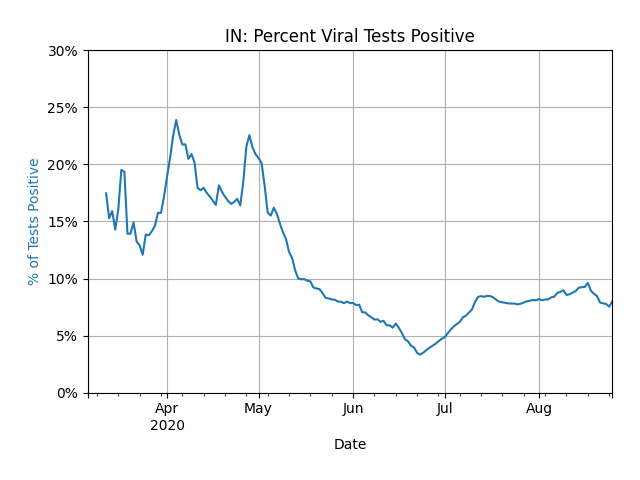 IN: Percent Viral Tests Positive
30%
25%
20%
15%
10%
5%
0%
% of Tests Positive
Apr
2020
May
Jun
Jul
Aug
Date